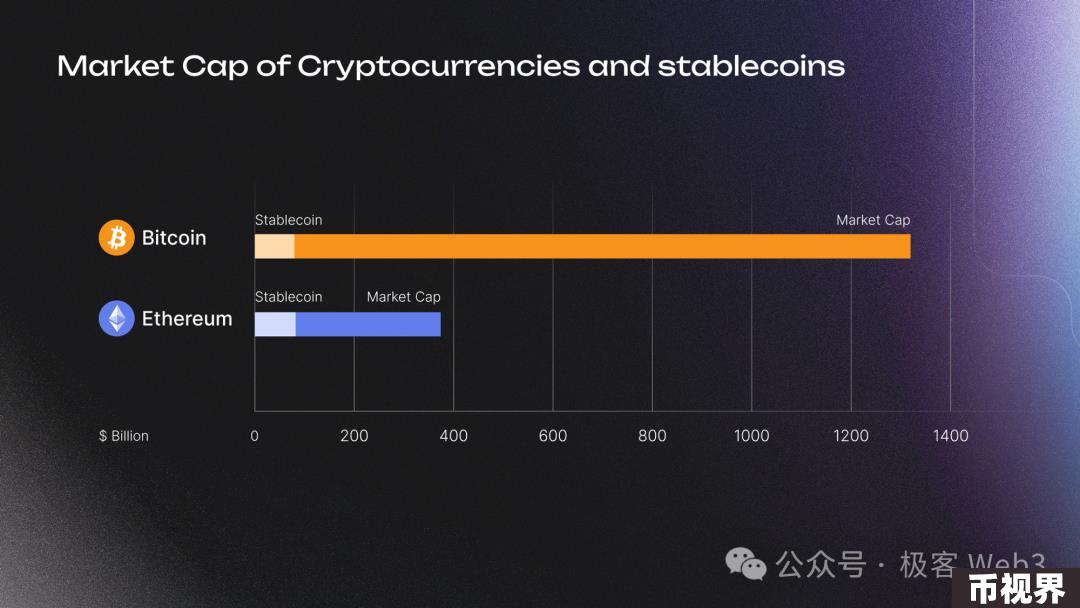 Market Cap of Cryptocurrencies and stablecoins
Stablecoin Market Cap
Bitcoin
Stablecoin Market Cap
Ethereum
$ Billion 0 200 400 600 800 1000 1200 1400
公众号 · 极客 Web3
币视界